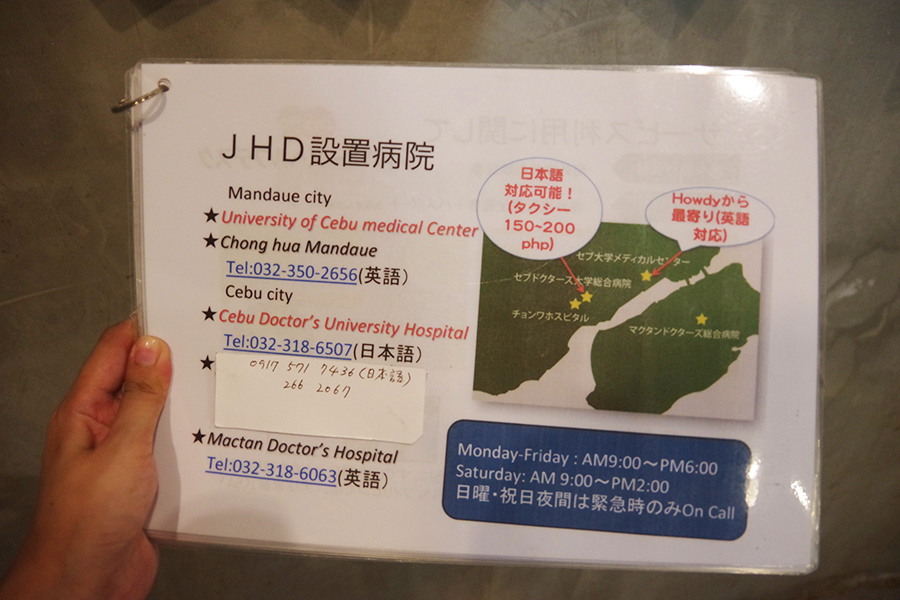 JHD設置病院
Mandaue city
★University of Cebu medical Center
★Chong hua Mandaue
Tel:032-350-2656(英語)
Cebu city
★Cebu Doctor's University Hospital
Tel:032-318-6507(日本語)
★
0917 571 7436(日本語)
266 2067
★Mactan Doctor's Hospital
Tel:032-318-6063(英語)
日本語
対応可能！
(タクシー
150~200
php)
Howdyから
最寄り(英語
対応)
セブ大学メディカルセンター
セブドクターズ大学総合病院
チョンワホスピタル
マクタンドクターズ総合病院
Monday-Friday : AM9:00～PM6:00
Saturday: AM 9:00～PM2:00
日曜・祝日夜間は緊急時のみOn Call